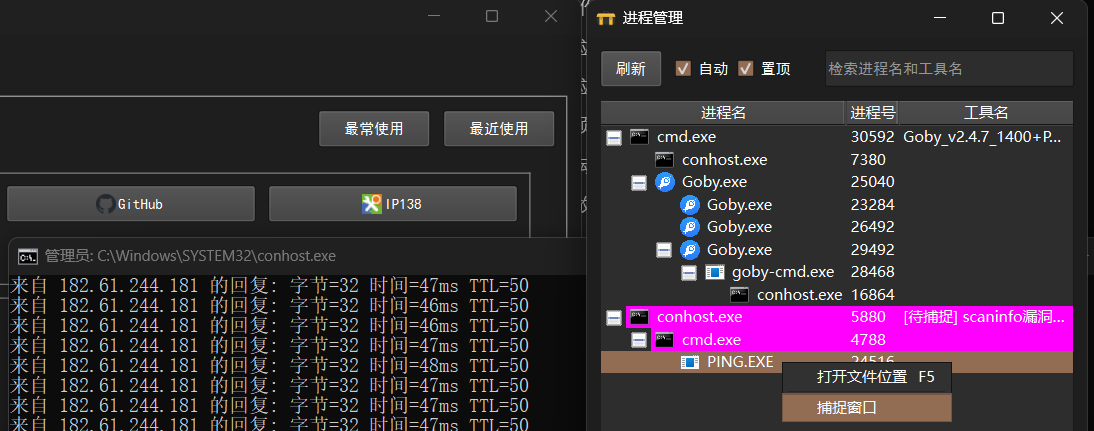 最常使用 最近使用
GitHub IP138
管理员: C:\Windows\SYSTEM32\conhost.exe
来自 182.61.244.181 的回复: 字节=32 时间=47ms TTL=50
来自 182.61.244.181 的回复: 字节=32 时间=46ms TTL=50
来自 182.61.244.181 的回复: 字节=32 时间=46ms TTL=50
来自 182.61.244.181 的回复: 字节=32 时间=47ms TTL=50
来自 182.61.244.181 的回复: 字节=32 时间=48ms TTL=50
来自 182.61.244.181 的回复: 字节=32 时间=47ms TTL=50
来自 182.61.244.181 的回复: 字节=32 时间=47ms TTL=50
来自 182.61.244.181 的回复: 字节=32 时间=47ms TTL=50
进程管理
刷新 自动 置顶 检索进程名和工具名
进程名 进程号 工具名
cmd.exe 30592 Goby_v2.4.7_1400+P...
conhost.exe 7380
Goby.exe 25040
Goby.exe 23284
Goby.exe 26492
Goby.exe 29492
goby-cmd.exe 28468
conhost.exe 16864
conhost.exe 5880 [待捕捉] scaninfo漏洞...
cmd.exe 4788
PING.EXE 24516
打开文件位置 F5
捕捉窗口